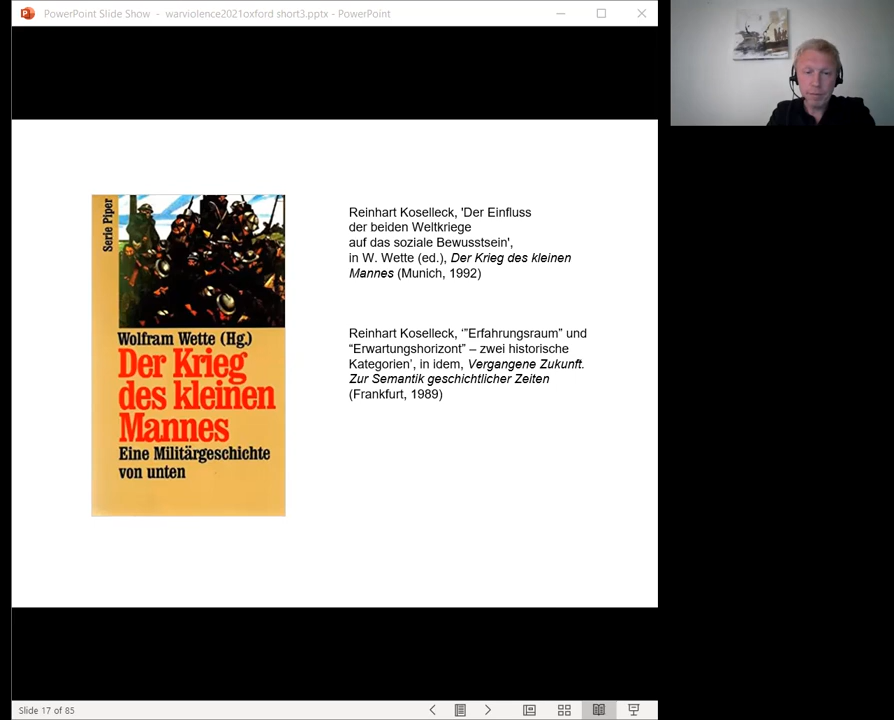 PowerPoint Slide Show - warviolence2021oxford short3.pptx - PowerPoint
Serie Piper
Wolfram Wette (Hg.)
Der Krieg
des kleinen
Mannes
Eine Militärgeschichte
von unten
Reinhart Koselleck, 'Der Einfluss
der beiden Weltkriege
auf das soziale Bewusstsein',
in W. Wette (ed.), Der Krieg des kleinen
Mannes (Munich, 1992)
Reinhart Koselleck, ‘”Erfahrungsraum” und
“Erwartungshorizont” – zwei historische
Kategorien’, in idem, Vergangene Zukunft.
Zur Semantik geschichtlicher Zeiten
(Frankfurt, 1989)
Slide 17 of 85